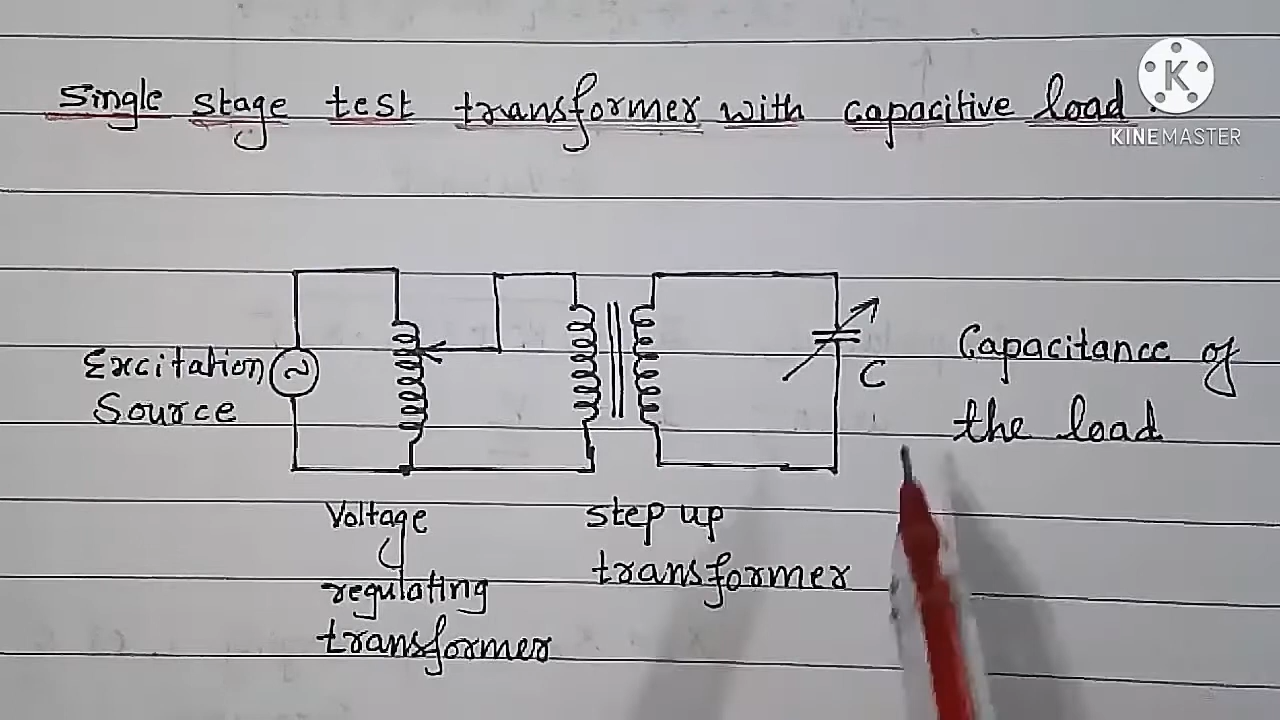 Single stage test transformer with capacitive load.
K
KINEMASTER
Excitation
Source
C
Capacitance of
the load
Voltage
regulating
transformer
step up
transformer